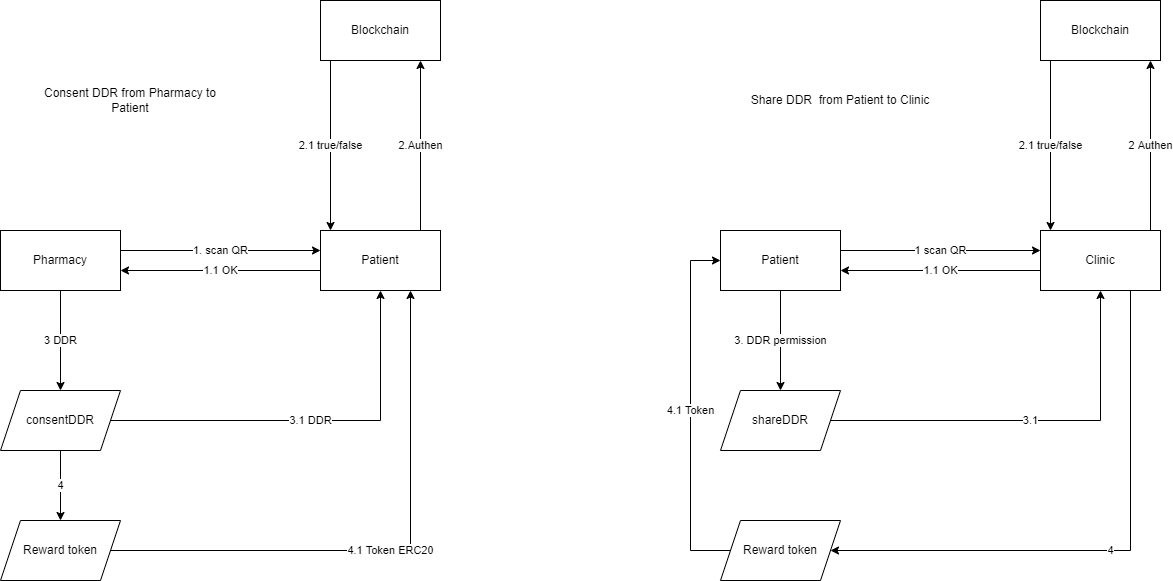 Blockchain
Consent DDR from Pharmacy to
Patient
2.1 true/false
2.Authen
Pharmacy
1. scan QR
1.1 OK
Patient
3 DDR
consentDDR
3.1 DDR
4
Reward token
4.1 Token ERC20
Blockchain
Share DDR  from Patient to Clinic
2.1 true/false
2 Authen
Patient
1 scan QR
1.1 OK
Clinic
3. DDR permission
4.1 Token
shareDDR
3.1
Reward token
4